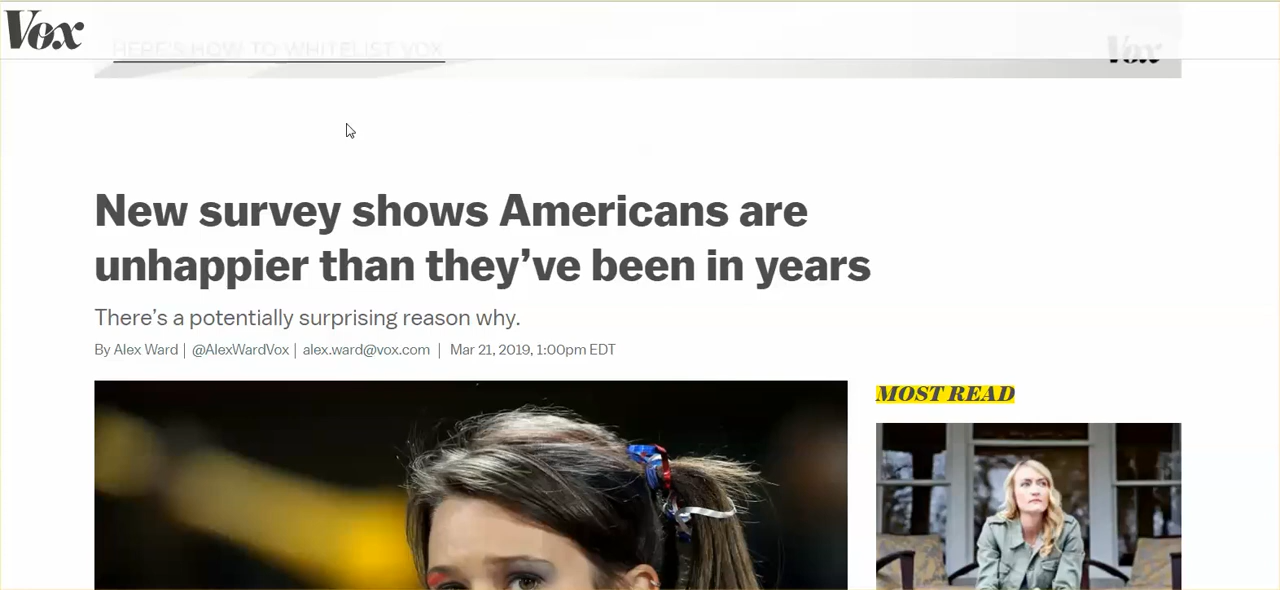 Vox
HERE'S HOW TO WHITELIST VOX
Vox
New survey shows Americans are
unhappier than they’ve been in years
There’s a potentially surprising reason why.
By Alex Ward | @AlexWardVox | alex.ward@vox.com | Mar 21, 2019, 1:00pm EDT
MOST READ